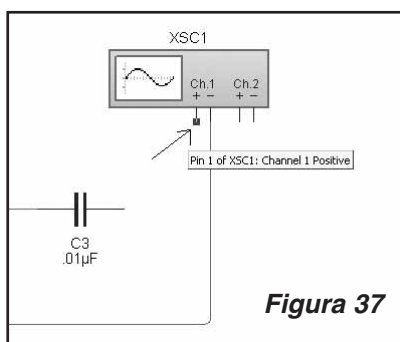 XSC1
Ch.1 Ch.2
+ − + −
Pin 1 of XSC1: Channel 1 Positive
C3
.01µF
Figura 37